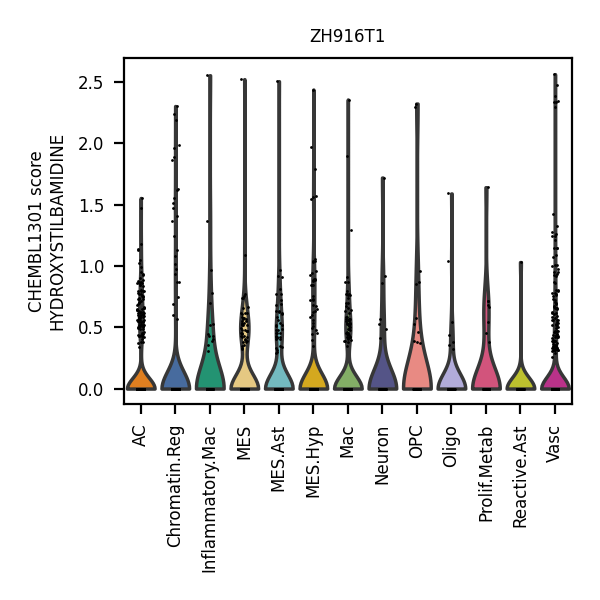 ZH916T1
CHEMBL1301 score
HYDROXYSTILBAMIDINE
2.5
2.0
1.5
1.0
0.5
0.0
AC
Chromatin.Reg
Inflammatory.Mac
MES
MES.Ast
MES.Hyp
Mac
Neuron
OPC
Oligo
Prolif.Metab
Reactive.Ast
Vasc